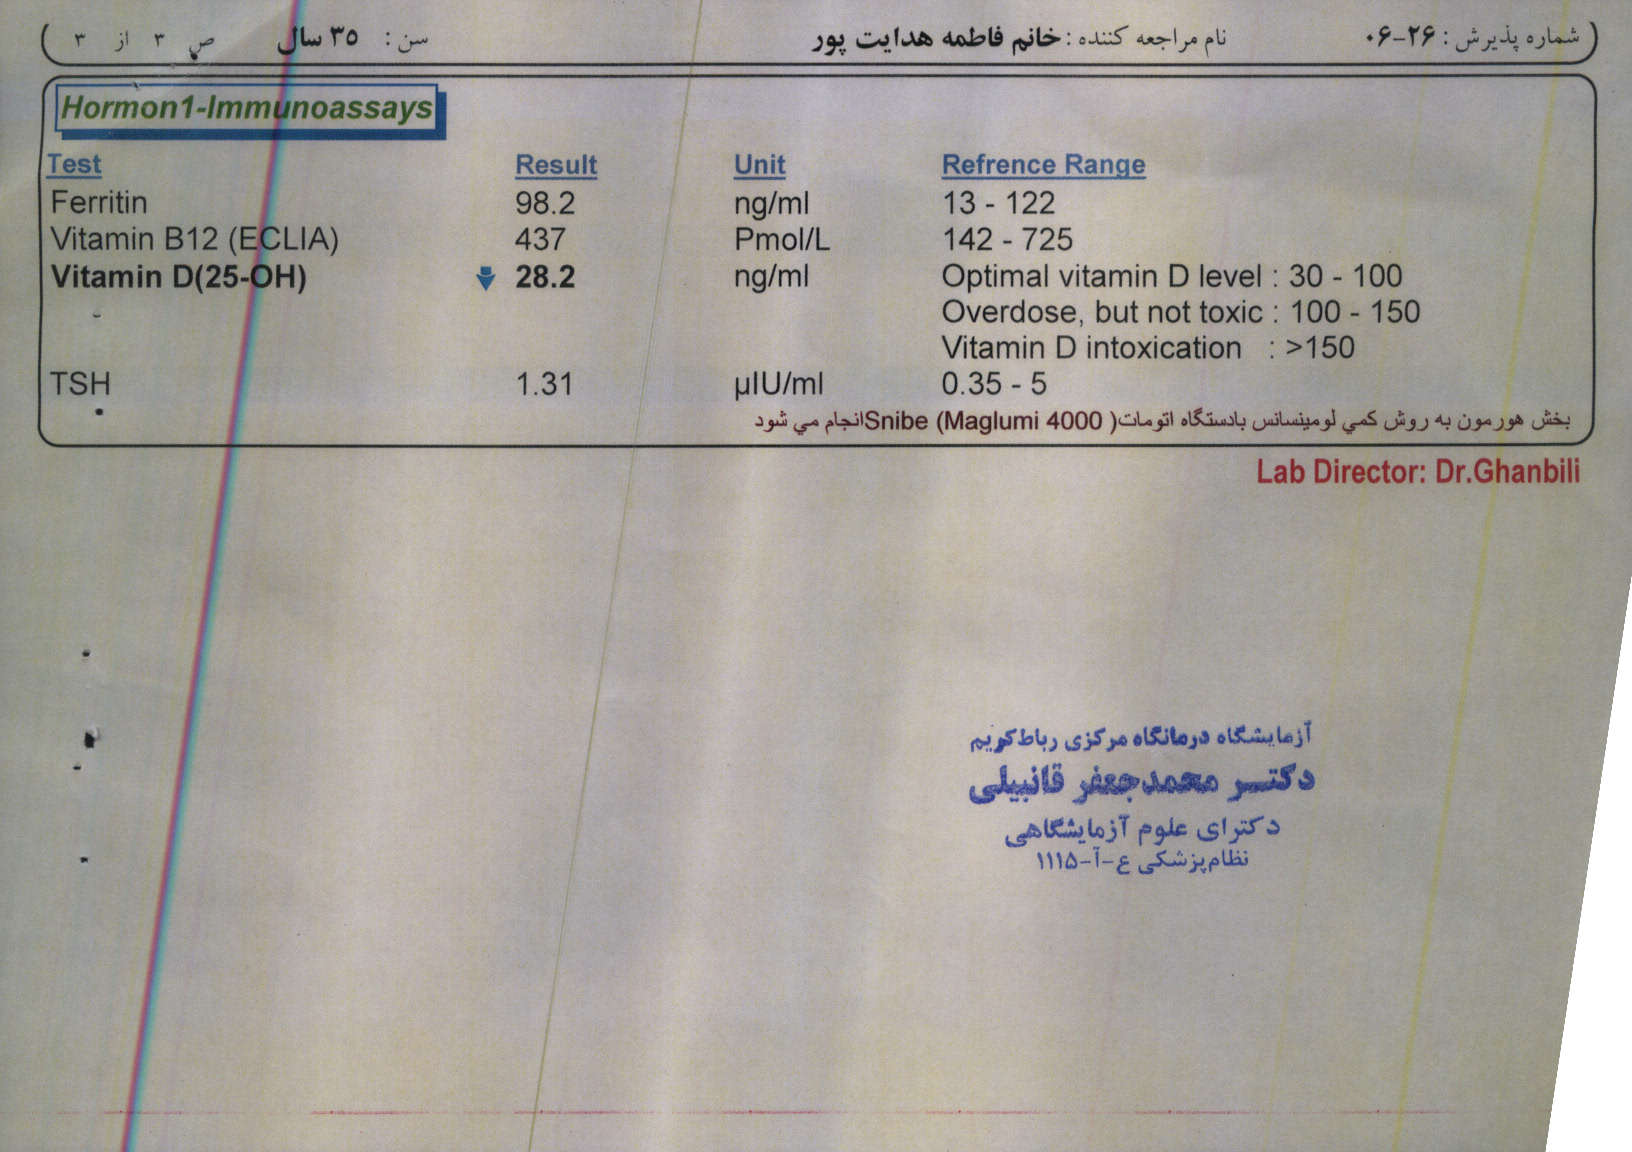 شماره پذیرش : ۲۶-۰۶ نام مراجعه کننده : خانم فاطمه هدایت پور سن : ۳۵ سال ص ۳ از ۳
Hormon1-Immunoassays
Test Result Unit Refrence Range
Ferritin 98.2 ng/ml 13 - 122
Vitamin B12 (ECLIA) 437 Pmol/L 142 - 725
Vitamin D(25-OH) 28.2 ng/ml Optimal vitamin D level : 30 - 100
Overdose, but not toxic : 100 - 150
Vitamin D intoxication : >150
TSH 1.31 µIU/ml 0.35 - 5
بخش هورمون به روش کمي لومینسانس بادستگاه اتومات( Snibe (Maglumi 4000انجام مي شود
Lab Director: Dr.Ghanbili
آزمایشگاه درمانگاه مرکزی رباط‌کریم
دکتر محمدجعفر قانبیلی
دکترای علوم آزمایشگاهی
نظام‌پزشکی ع-آ-۱۱۱۵